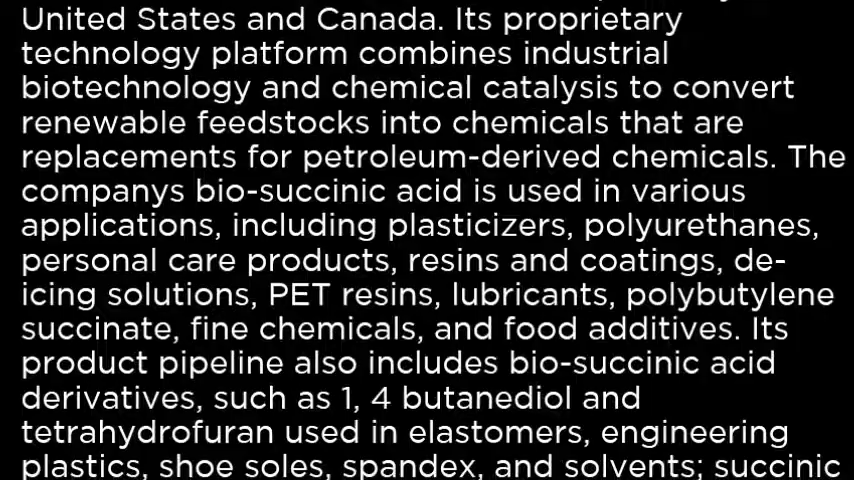 United States and Canada. Its proprietary
technology platform combines industrial
biotechnology and chemical catalysis to convert
renewable feedstocks into chemicals that are
replacements for petroleum-derived chemicals. The
companys bio-succinic acid is used in various
applications, including plasticizers, polyurethanes,
personal care products, resins and coatings, de-
icing solutions, PET resins, lubricants, polybutylene
succinate, fine chemicals, and food additives. Its
product pipeline also includes bio-succinic acid
derivatives, such as 1, 4 butanediol and
tetrahydrofuran used in elastomers, engineering
plastics, shoe soles, spandex, and solvents; succinic